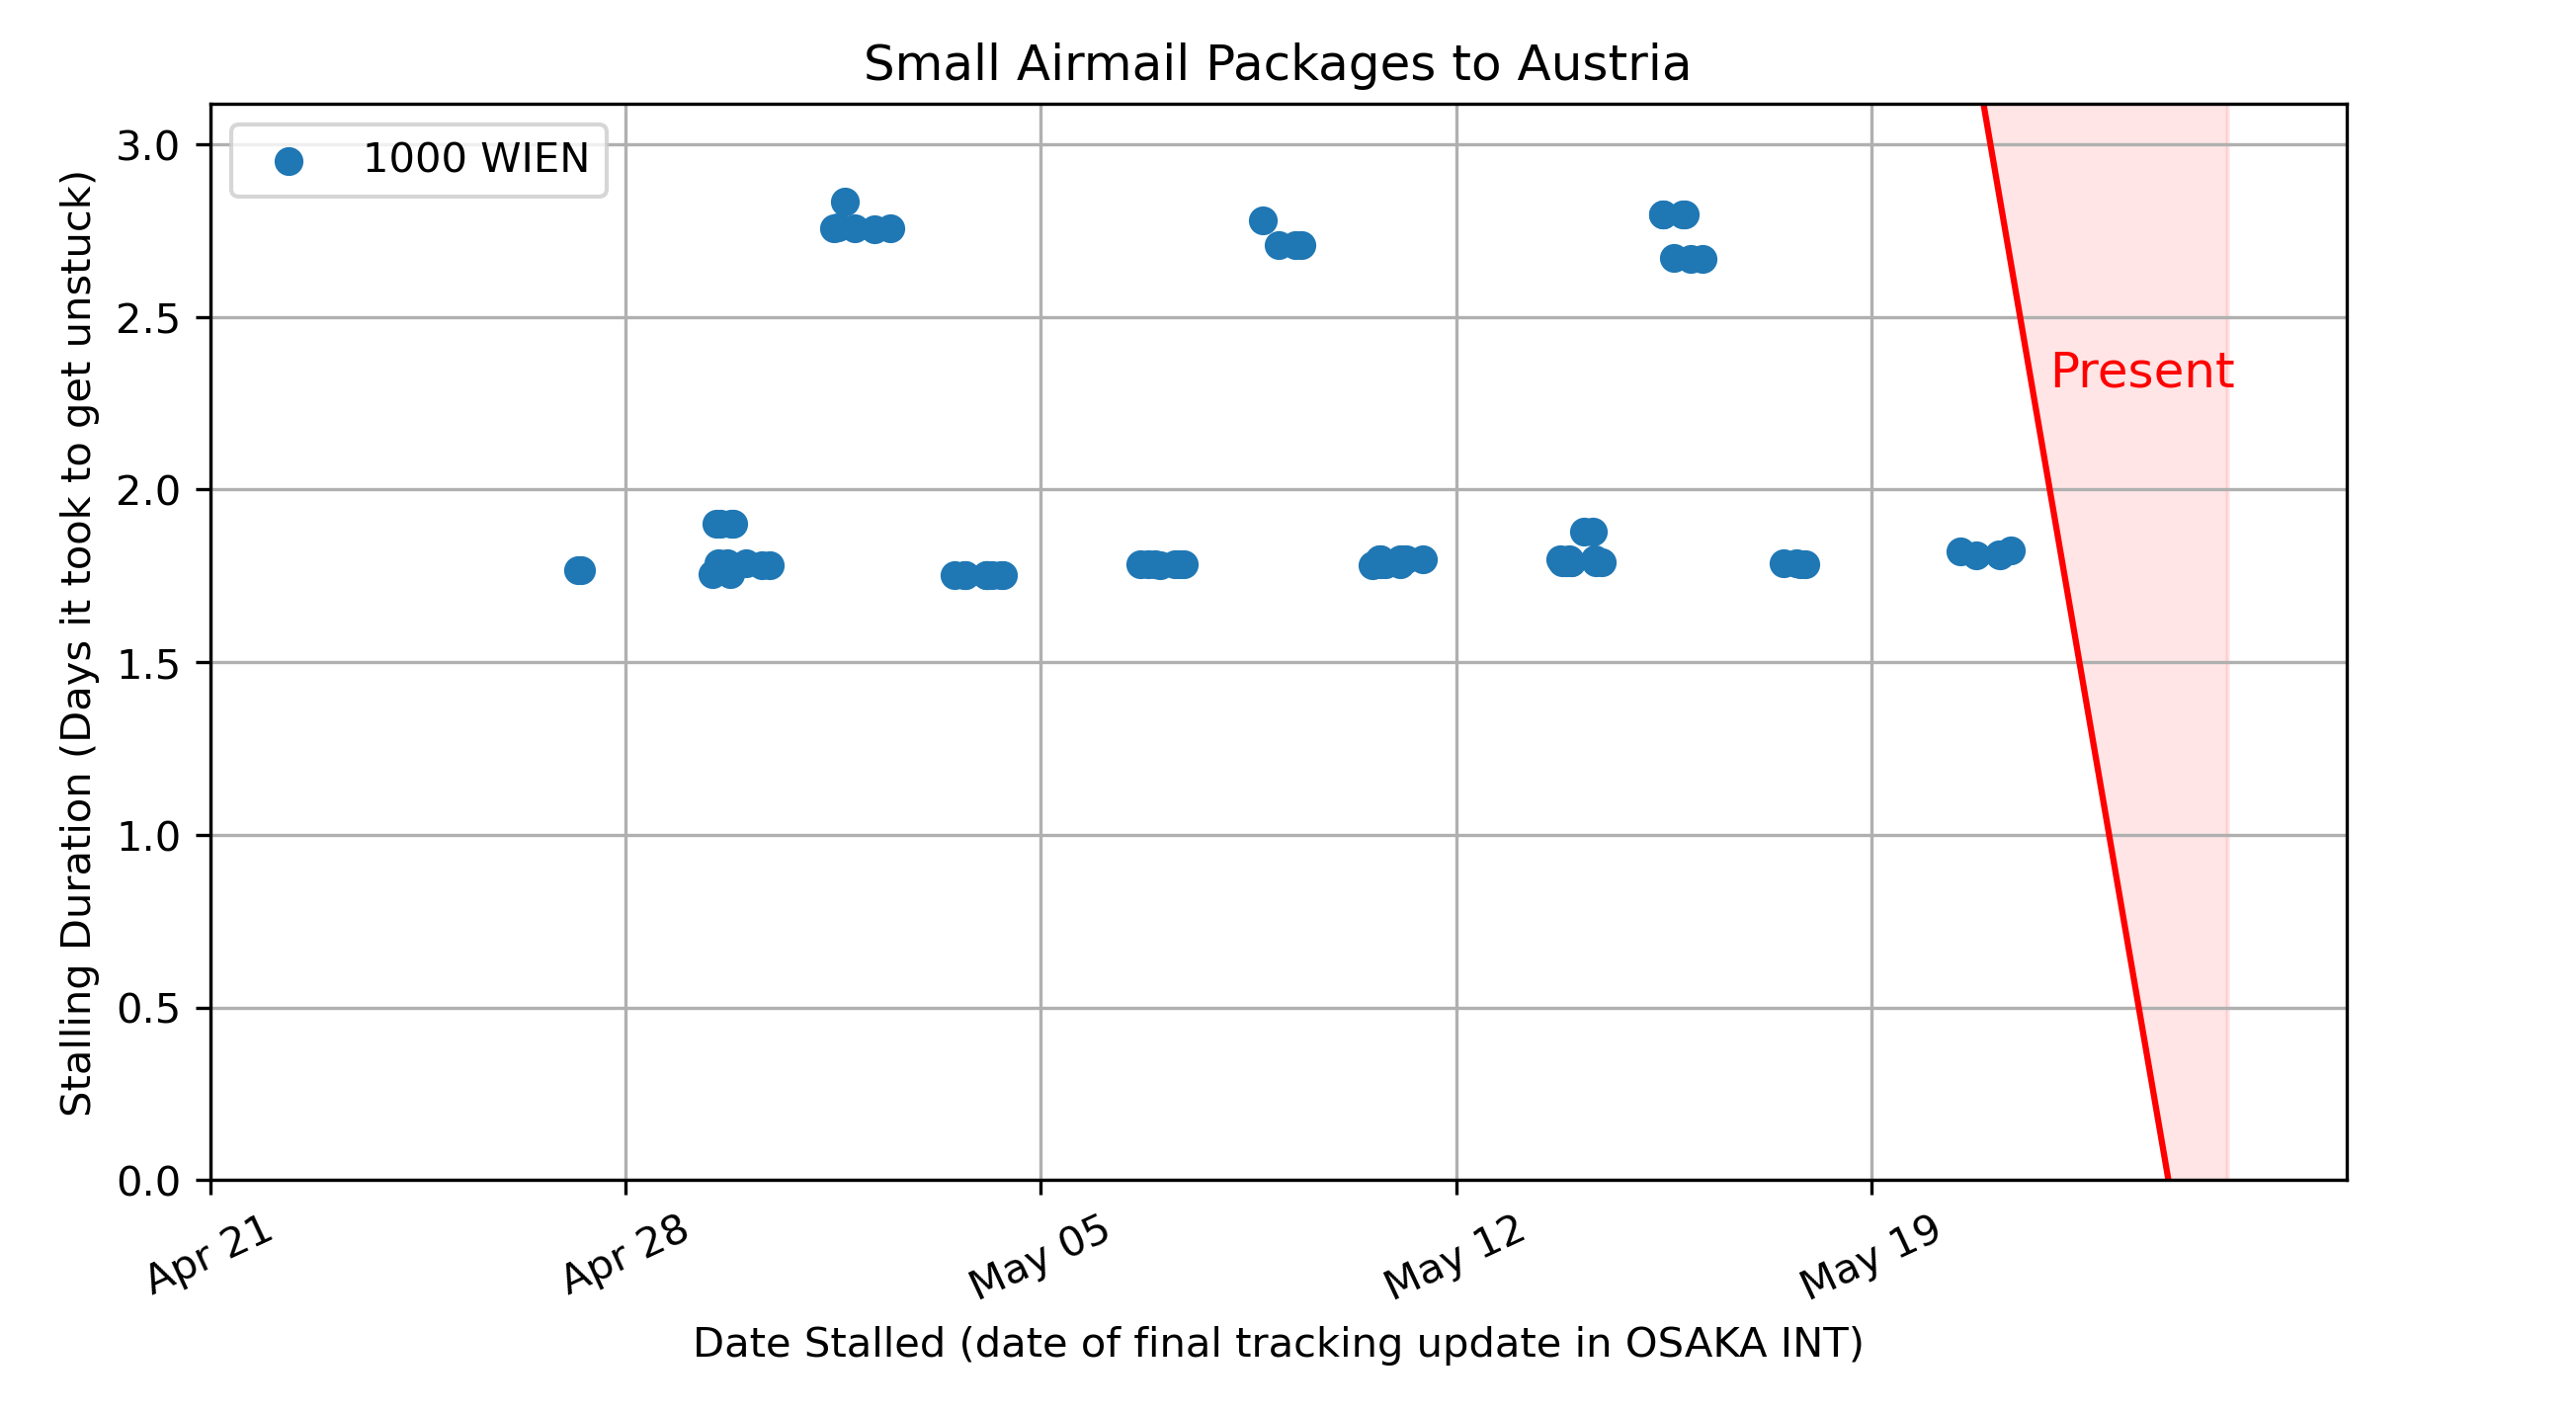 Small Airmail Packages to Austria
1000 WIEN
3.0
2.5
2.0
1.5
1.0
0.5
0.0
Stalling Duration (Days it took to get unstuck)
Present
Apr 21
Apr 28
May 05
May 12
May 19
Date Stalled (date of final tracking update in OSAKA INT)